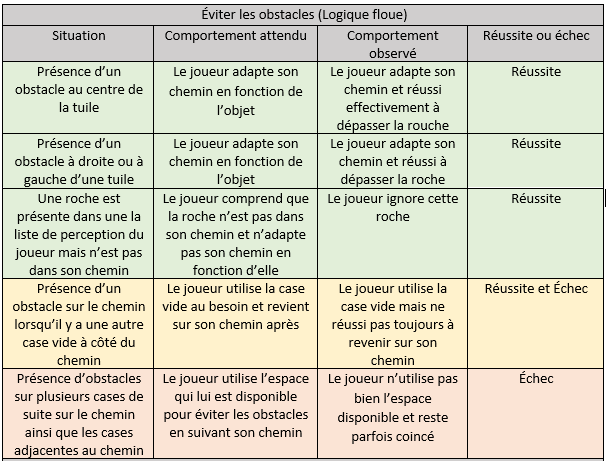 Éviter les obstacles (Logique floue)
Situation
Comportement attendu
Comportement
observé
Réussite ou échec
Présence d'un
obstacle au centre de
la tuile
Le joueur adapte son
chemin en fonction de
l'objet
Le joueur adapte son
chemin et réussi
effectivement à
dépasser la rouche
Réussite
Présence d'un
obstacle à droite ou à
gauche d'une tuile
Le joueur adapte son
chemin en fonction de
l'objet
Le joueur adapte son
chemin et réussi à
dépasser la roche
Réussite
Une roche est
présente dans une la
liste de perception du
joueur mais n'est pas
dans son chemin
Le joueur comprend que
la roche n'est pas dans
son chemin et n'adapte
pas son chemin en
fonction d'elle
Le joueur ignore cette
roche
Réussite
Présence d'un
obstacle sur le chemin
lorsqu'il y a une autre
case vide à côté du
chemin
Le joueur utilise la case
vide au besoin et revient
sur son chemin après
Le joueur utilise la
case vide mais ne
réussi pas toujours à
revenir sur son
chemin
Réussite et Échec
Présence d'obstacles
sur plusieurs cases de
suite sur le chemin
ainsi que les cases
adjacentes au chemin
Le joueur utilise l'espace
qui lui est disponible
pour éviter les obstacles
en suivant son chemin
Le joueur n'utilise pas
bien l'espace
disponible et reste
parfois coincé
Échec